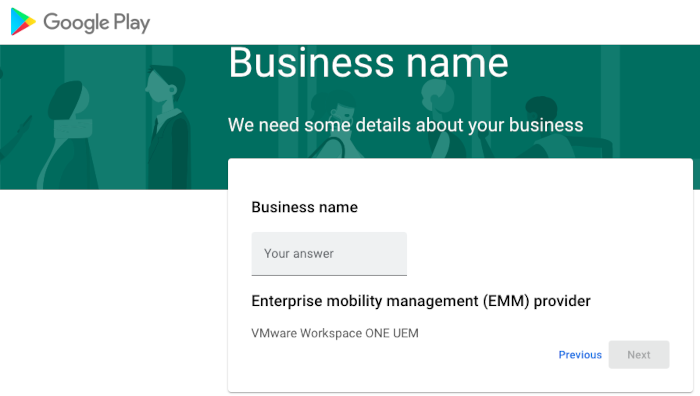 Google Play
Business name
We need some details about your business
Business name
Your answer
Enterprise mobility management (EMM) provider
VMware Workspace ONE UEM
Previous Next